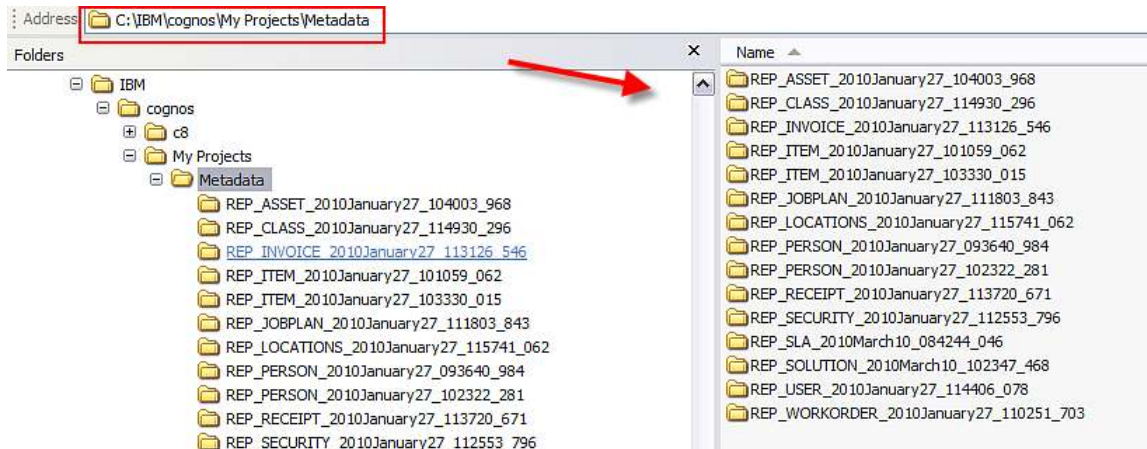 Address C:\IBM\cognos\My Projects\Metadata
Folders
IBM
cognos
c8
My Projects
Metadata
REP_ASSET_2010January27_104003_968
REP_CLASS_2010January27_114930_296
REP_INVOICE_2010January27_113126_546
REP_ITEM_2010January27_101059_062
REP_ITEM_2010January27_103330_015
REP_JOBPLAN_2010January27_111803_843
REP_LOCATIONS_2010January27_115741_062
REP_PERSON_2010January27_093640_984
REP_PERSON_2010January27_102322_281
REP_RECEIPT_2010January27_113720_671
REP_SECURITY_2010January27_112553_796
Name
REP_ASSET_2010January27_104003_968
REP_CLASS_2010January27_114930_296
REP_INVOICE_2010January27_113126_546
REP_ITEM_2010January27_101059_062
REP_ITEM_2010January27_103330_015
REP_JOBPLAN_2010January27_111803_843
REP_LOCATIONS_2010January27_115741_062
REP_PERSON_2010January27_093640_984
REP_PERSON_2010January27_102322_281
REP_RECEIPT_2010January27_113720_671
REP_SECURITY_2010January27_112553_796
REP_SLA_2010March10_084244_046
REP_SOLUTION_2010March10_102347_468
REP_USER_2010January27_114406_078
REP_WORKORDER_2010January27_110251_703